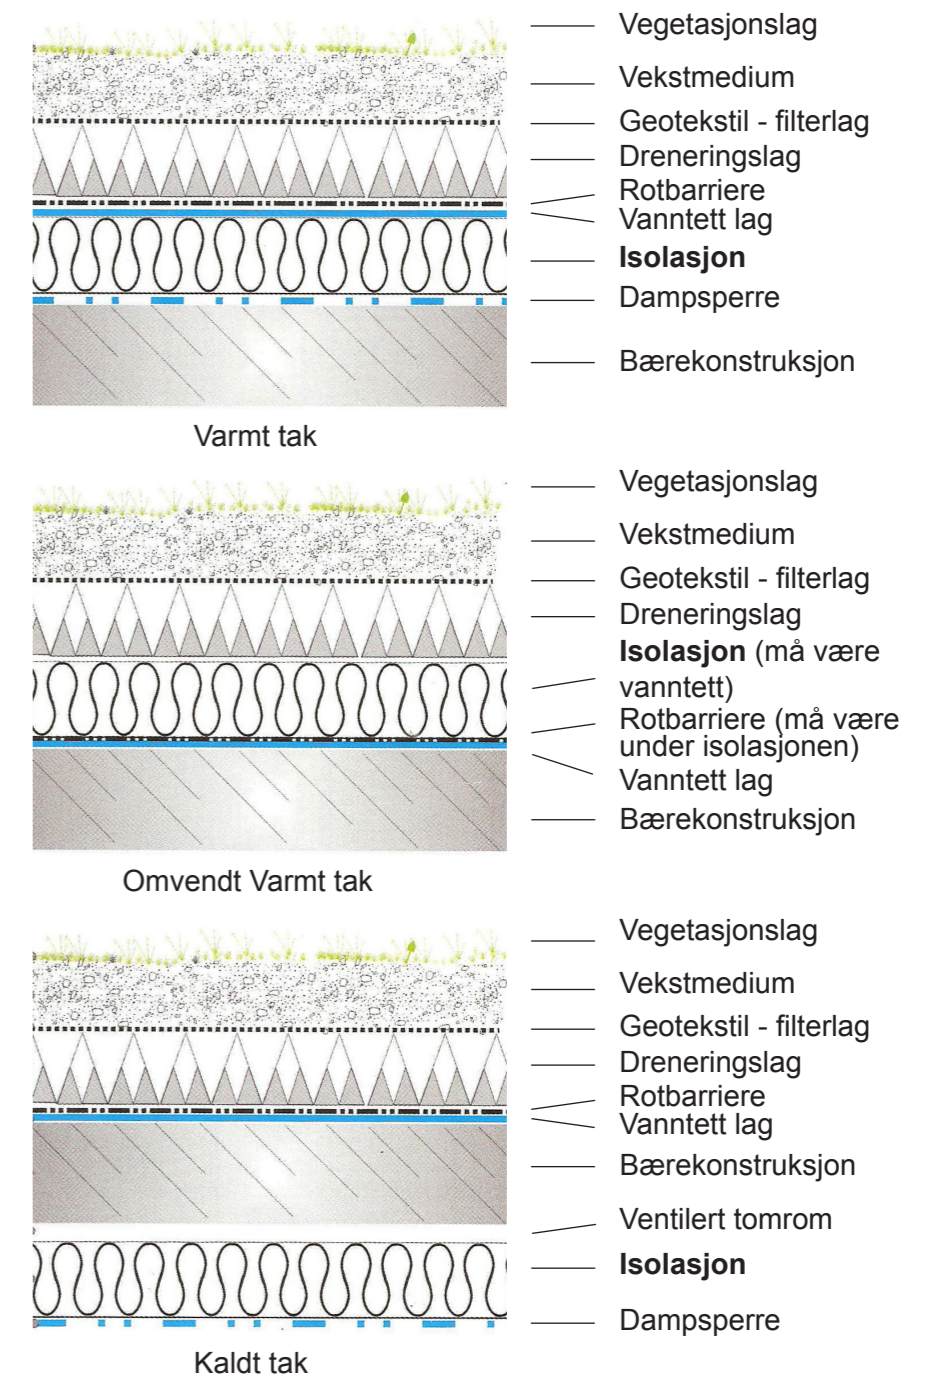 Vegetasjonslag
Vekstmedium
Geotekstil - filterlag
Dreneringslag
Rotbarriere
Vanntett lag
Isolasjon
Dampsperre
Bærekonstruksjon
Varmt tak
Vegetasjonslag
Vekstmedium
Geotekstil - filterlag
Dreneringslag
Isolasjon (må være
vanntett)
Rotbarriere (må være
under isolasjonen)
Vanntett lag
Bærekonstruksjon
Omvendt Varmt tak
Vegetasjonslag
Vekstmedium
Geotekstil - filterlag
Dreneringslag
Rotbarriere
Vanntett lag
Bærekonstruksjon
Ventilert tomrom
Isolasjon
Dampsperre
Kaldt tak